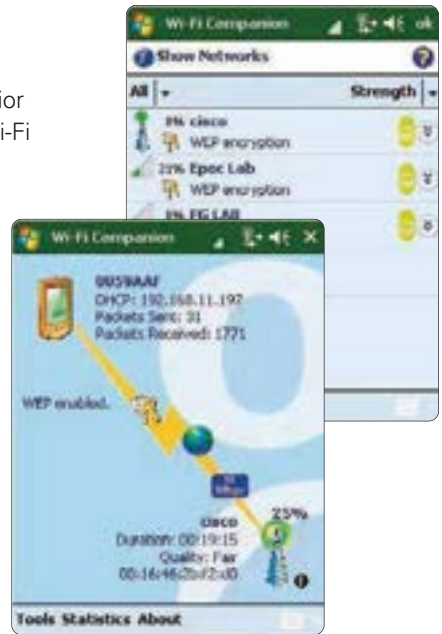 ior
i-Fi
Wi-Fi Companion ok
Show Networks
All Strength
cisco
WEP encryption
21% Epoc Lab
WEP encryption
Wi-Fi Companion
0059AAF
DHCP: 192.168.11.197
Packets Sent: 31
Packets Received: 1771
WEP enabled.
25%
cisco
Duration: 00:19:15
Quality: Fair
Tools Statistics About